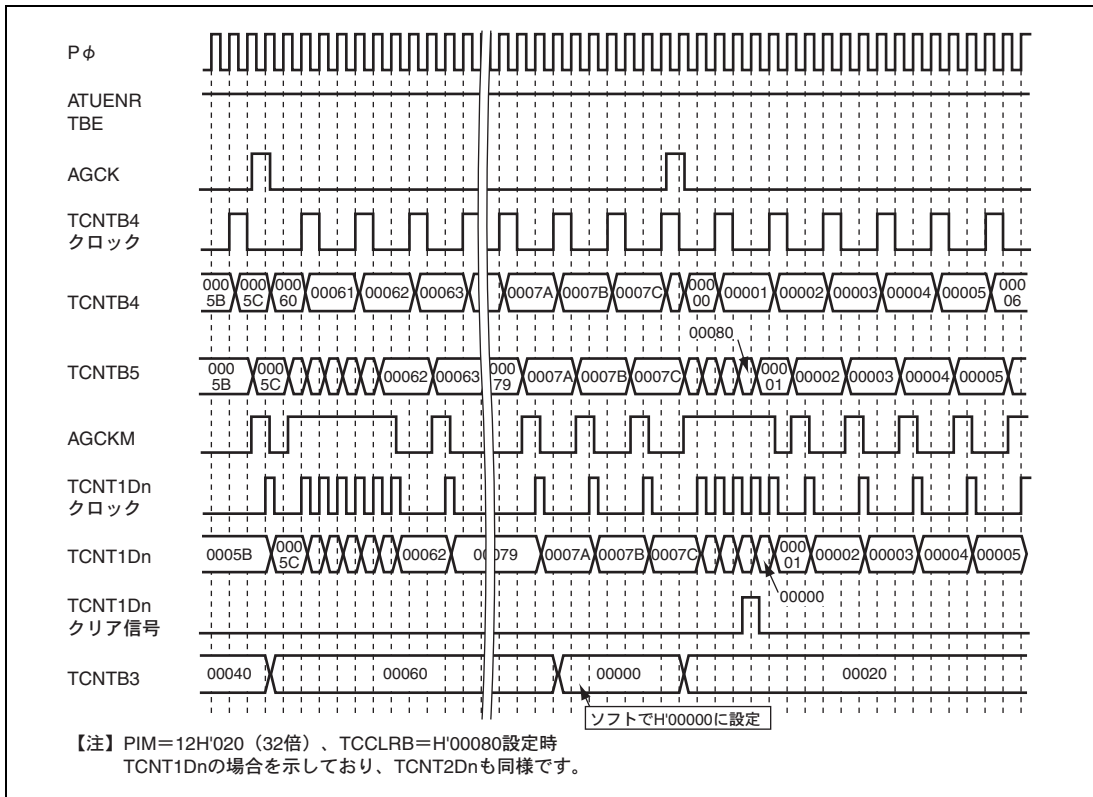 Pφ
ATUENR
TBE
AGCK
TCNTB4
クロック
TCNTB4
000
5B
000
5C
000
60
00061
00062
00063
0007A
0007B
0007C
000
00
00001
00002
00003
00004
00005
000
06
00080
TCNTB5
000
5B
000
5C
00062
00063
000
79
0007A
0007B
0007C
000
01
00002
00003
00004
00005
AGCKM
TCNT1Dn
クロック
TCNT1Dn
0005B
000
5C
00062
00079
0007A
0007B
0007C
000
01
00002
00003
00004
00005
00000
TCNT1Dn
クリア信号
TCNTB3
00040
00060
00000
00020
ソフトでH'00000に設定
【注】PIM=12H'020(32倍)、TCCLRB=H'00080設定時
TCNT1Dnの場合を示しており、TCNT2Dnも同様です。